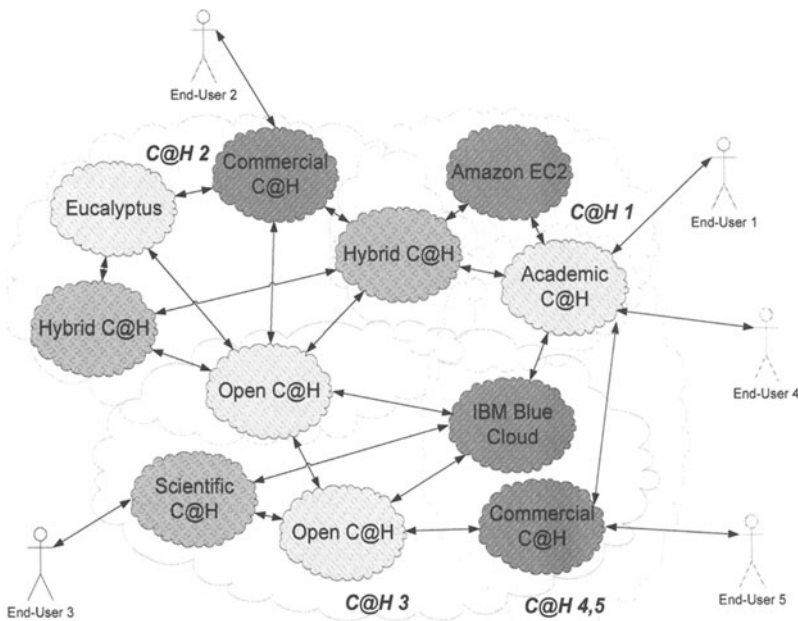 End-User 2
C@H 2
Commercial
C@H
Amazon EC2
Eucalyptus
C@H 1
End-User 1
Hybrid C@H
Academic
C@H
Hybrid C@H
Open C@H
End-User 4
IBM Blue
Cloud
Scientific
C@H
Open C@H
Commercial
C@H
End-User 3
C@H 3
C@H 4,5
End-User 5